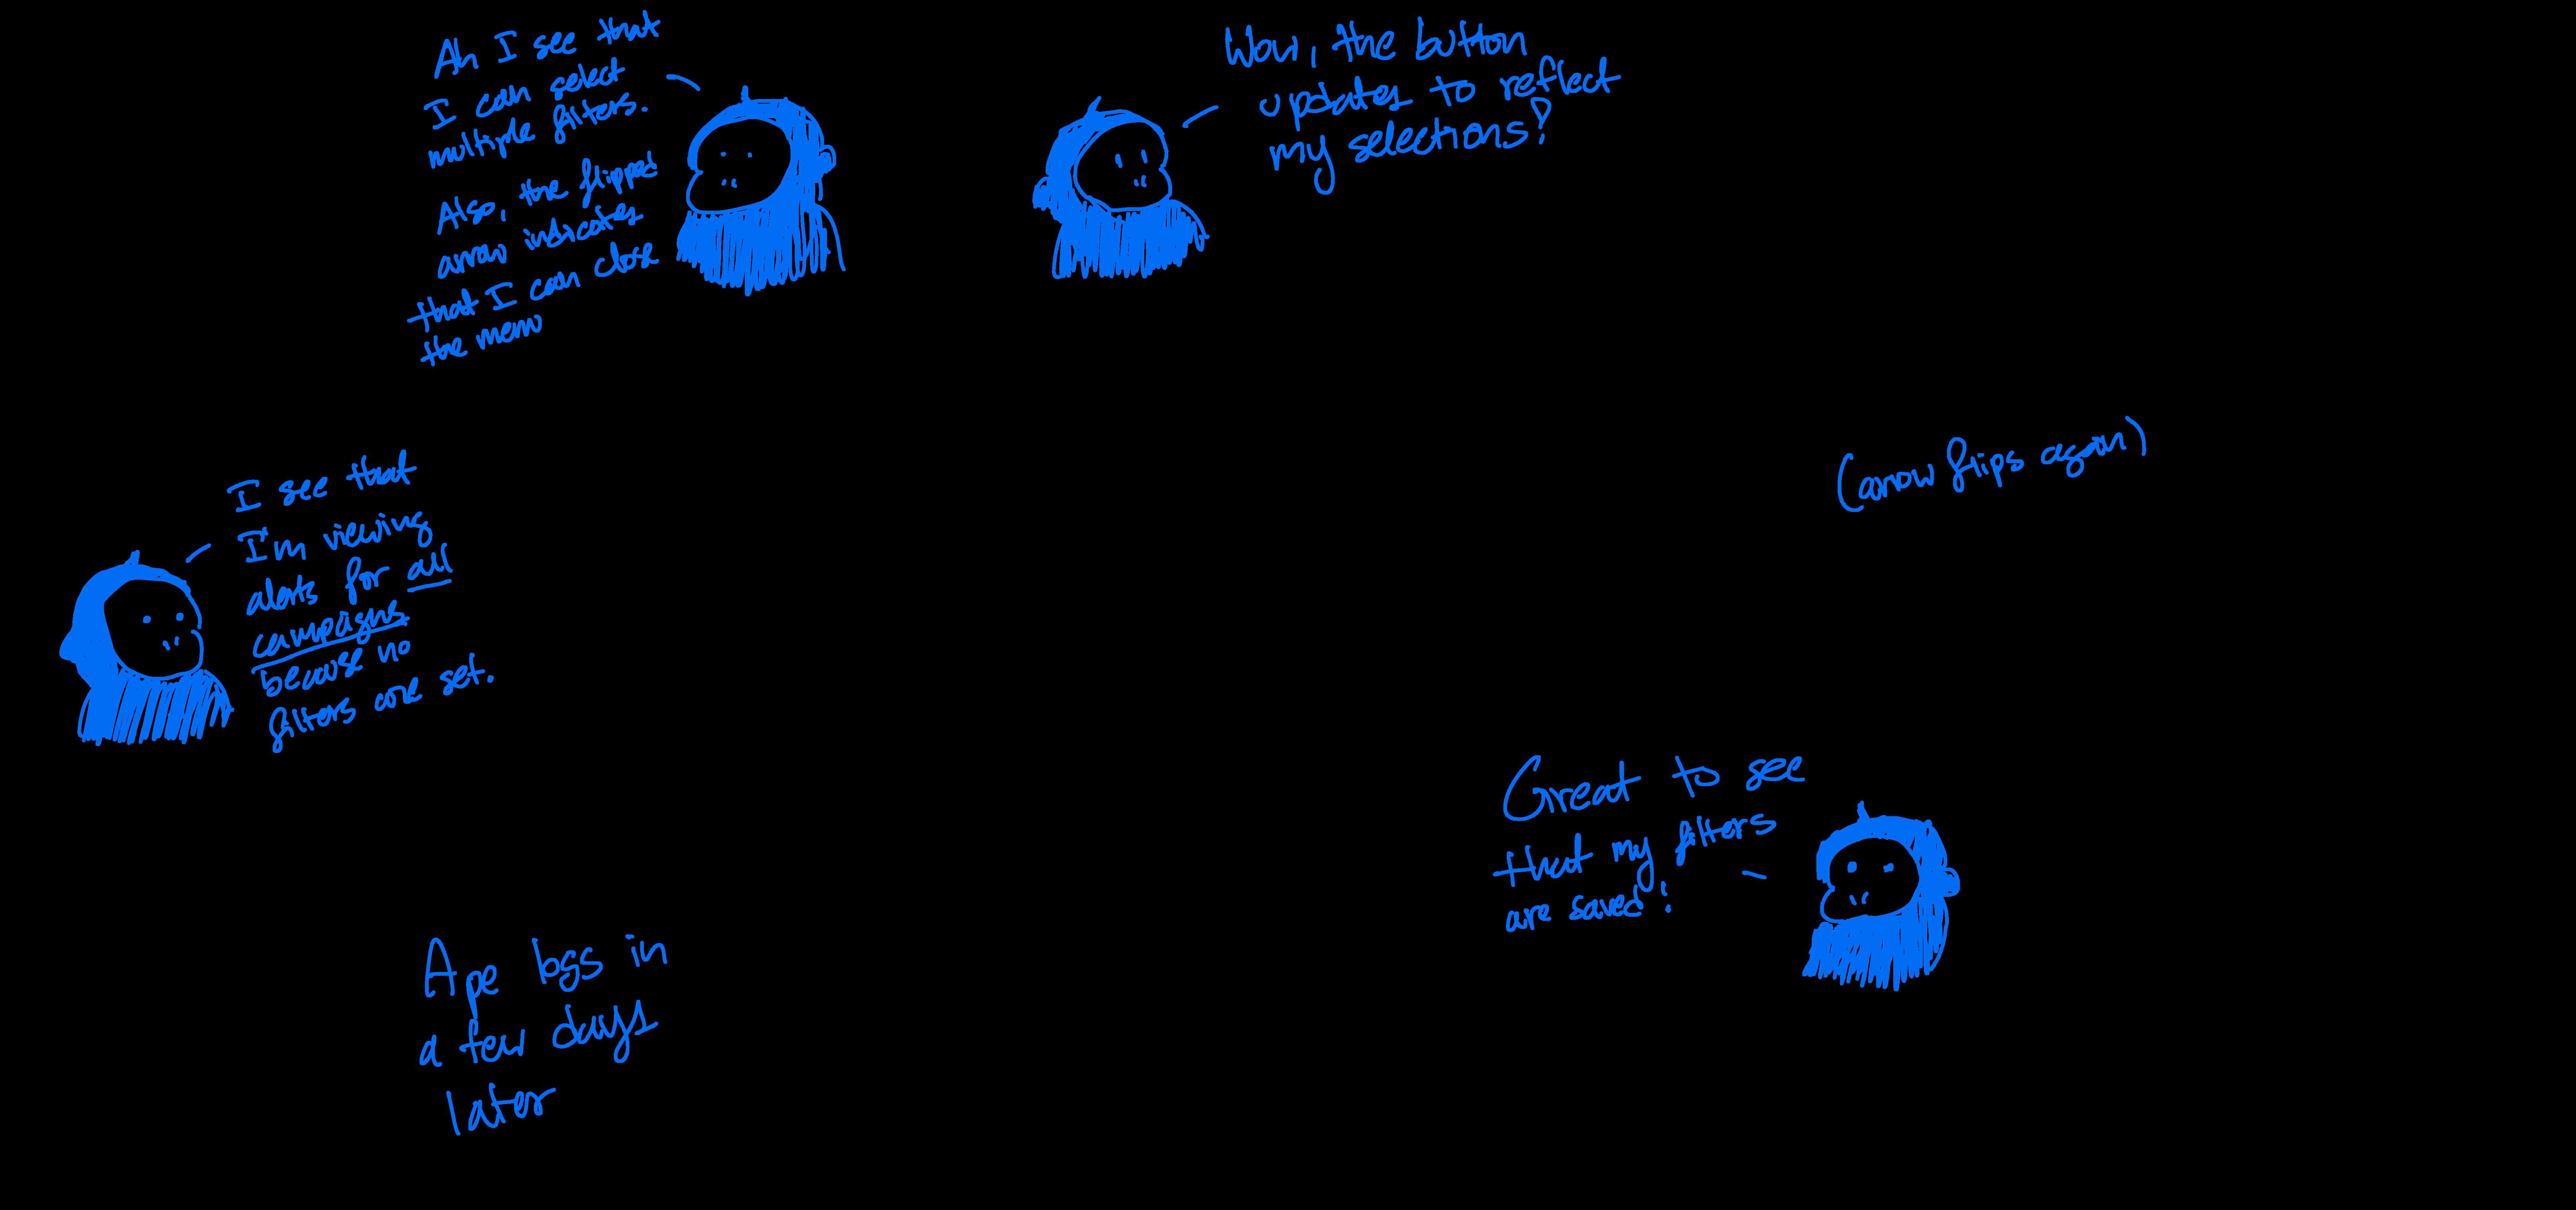 Ah I see that
I can select
multiple filters.
Also, the flipped
arrow indicates
that I can close
the menu
Wow, the button
updates to reflect
my selections!
(arrow flips again)
I see that
I'm viewing
alerts for all
campaigns
because no
filters are set.
Great to see
that my filters
are saved!
Ape logs in
a few days
later